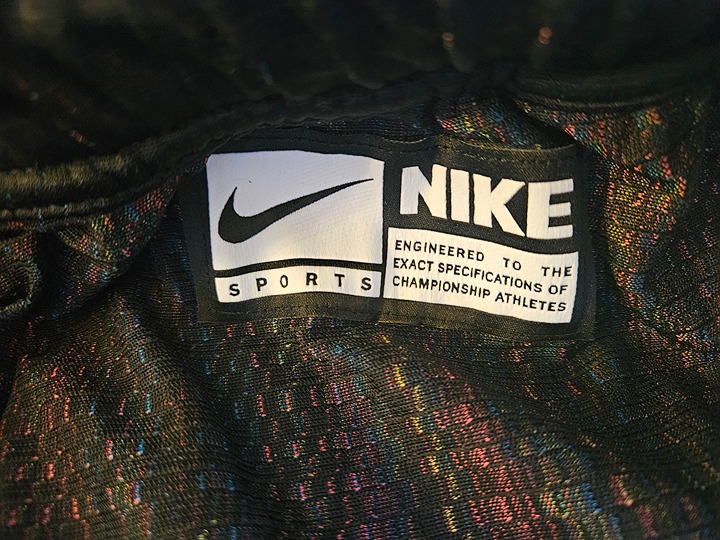 NIKE
SPORTS
ENGINEERED TO THE
EXACT SPECIFICATIONS OF
CHAMPIONSHIP ATHLETES